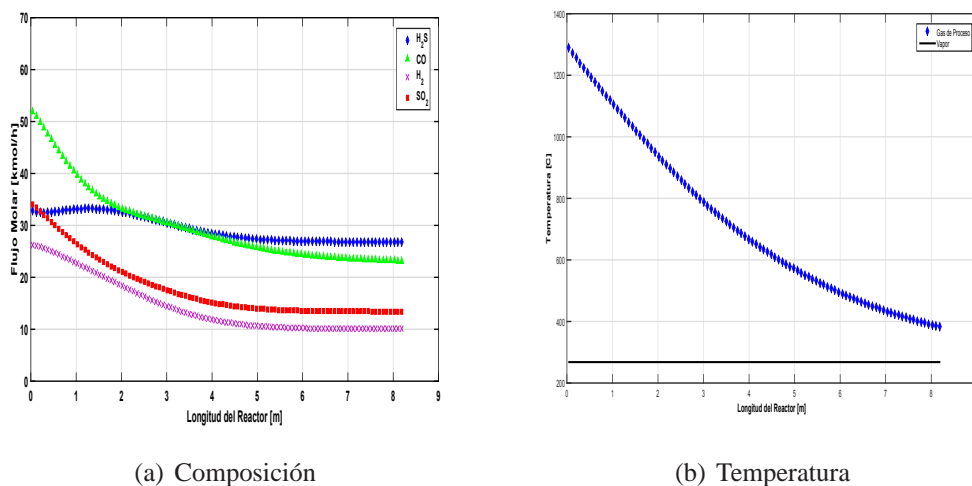 70
60
50
40
30
20
10
0
0 1 2 3 4 5 6 7 8 9
Flujo Molar [kmol/h]
Longitud del Reactor [m]
H₂S
CO
H₂
SO₂
(a) Composición
1400
1200
1000
800
600
400
200
0 1 2 3 4 5 6 7 8
Temperatura [C]
Longitud del Reactor [m]
Gas de Proceso
Vapor
(b) Temperatura